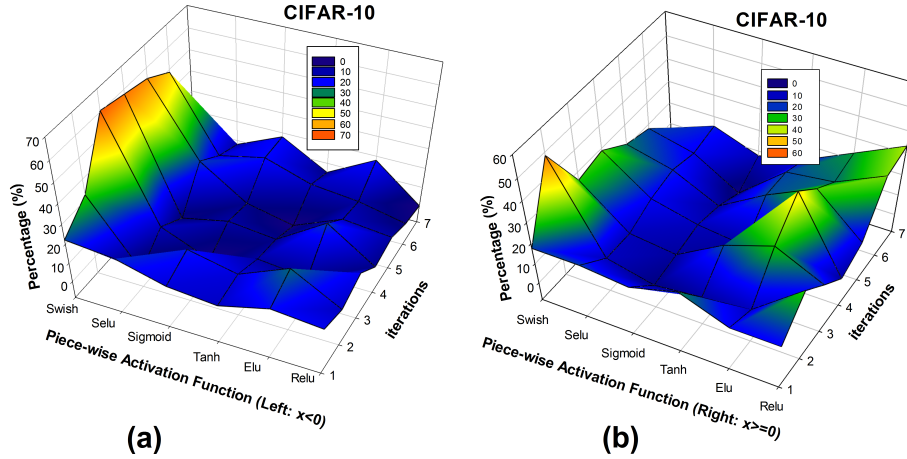 CIFAR-10
0
10
20
30
40
50
60
70
70
60
50
40
30
20
10
0
Percentage (%)
Swish
Selu
Sigmoid
Tanh
Elu
Relu
1
2
3
4
5
6
7
iterations
Piece-wise Activation Function (Left: x<0)
(a)
CIFAR-10
0
10
20
30
40
50
60
60
50
40
30
20
10
0
Percentage (%)
Swish
Selu
Sigmoid
Tanh
Elu
Relu
1
2
3
4
5
6
7
iterations
Piece-wise Activation Function (Right: x>=0)
(b)